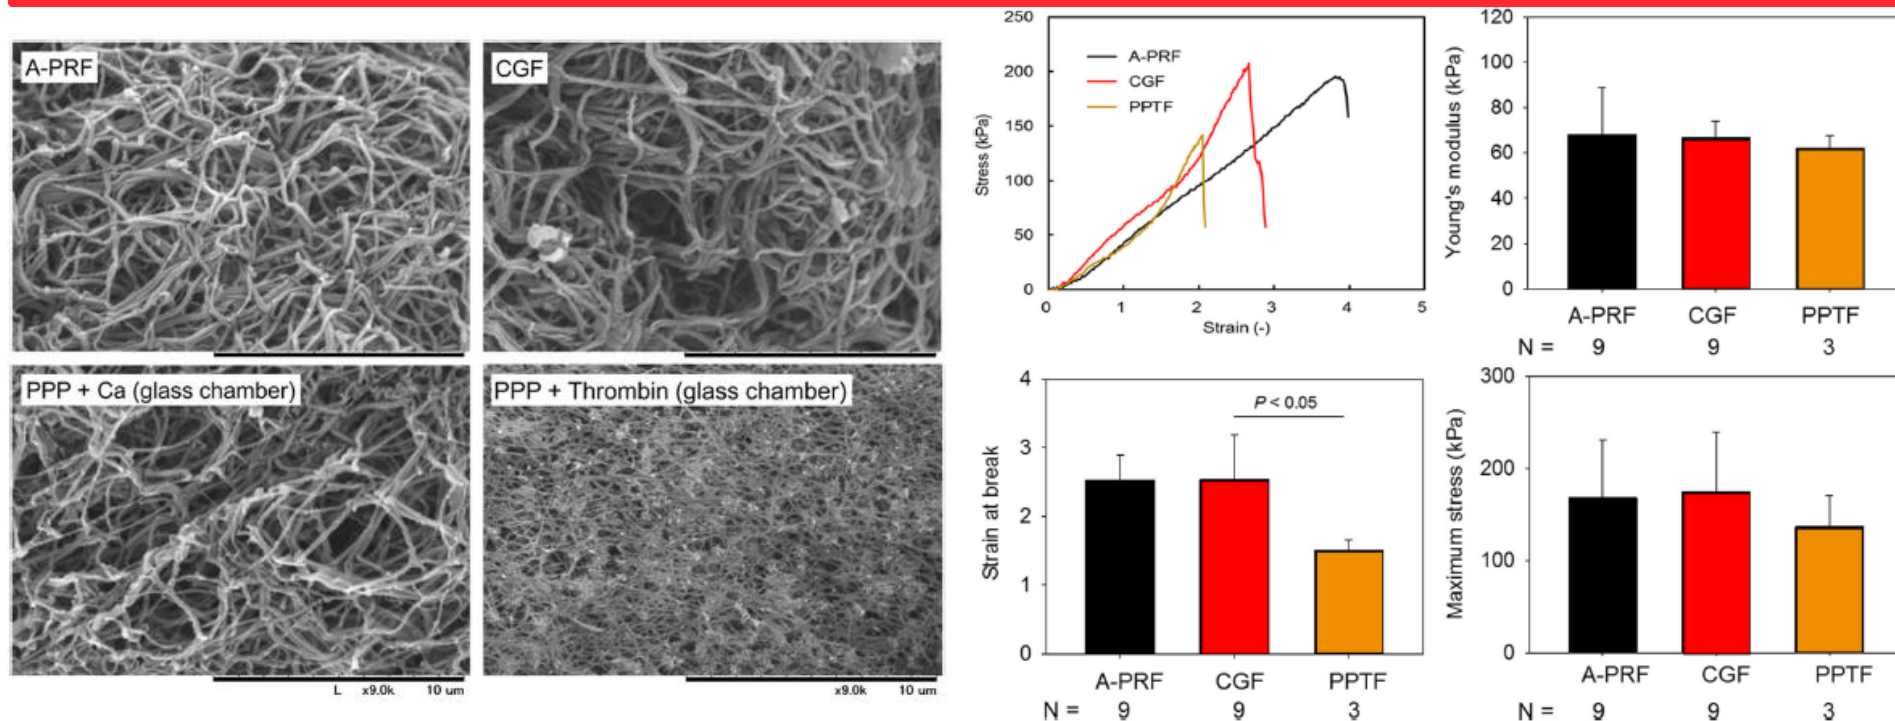 A-PRF
CGF
PPP + Ca (glass chamber)
L x9.0k 10 um
PPP + Thrombin (glass chamber)
x9.0k 10 um
250
200
150
100
50
0
Stress (kPa)
A-PRF
CGF
PPTF
0 1 2 3 4 5
Strain (-)
120
100
80
60
40
20
0
Young's modulus (kPa)
A-PRF CGF PPTF
N = 9 9 3
4
3
2
1
0
Strain at break
P < 0.05
A-PRF CGF PPTF
N = 9 9 3
300
200
100
0
Maximum stress (kPa)
A-PRF CGF PPTF
N = 9 9 3